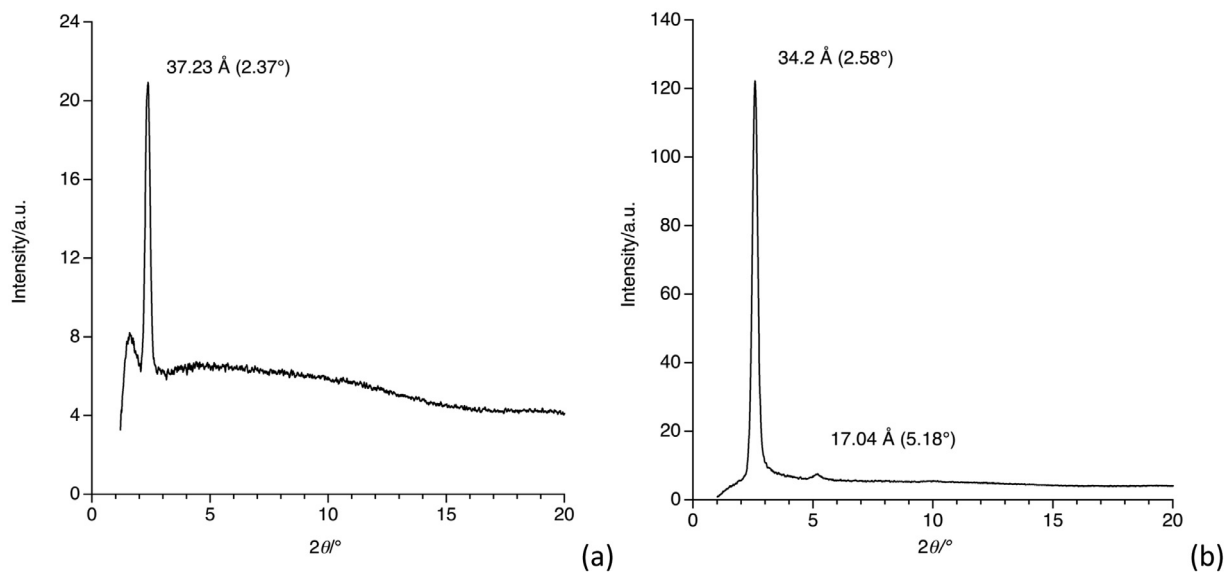 24
20
16
12
8
4
0
0 5 10 15 20
Intensity/a.u.
2θ/°
37.23 Å (2.37°)
(a)
140
120
100
80
60
40
20
0
0 5 10 15 20
Intensity/a.u.
2θ/°
34.2 Å (2.58°)
17.04 Å (5.18°)
(b)